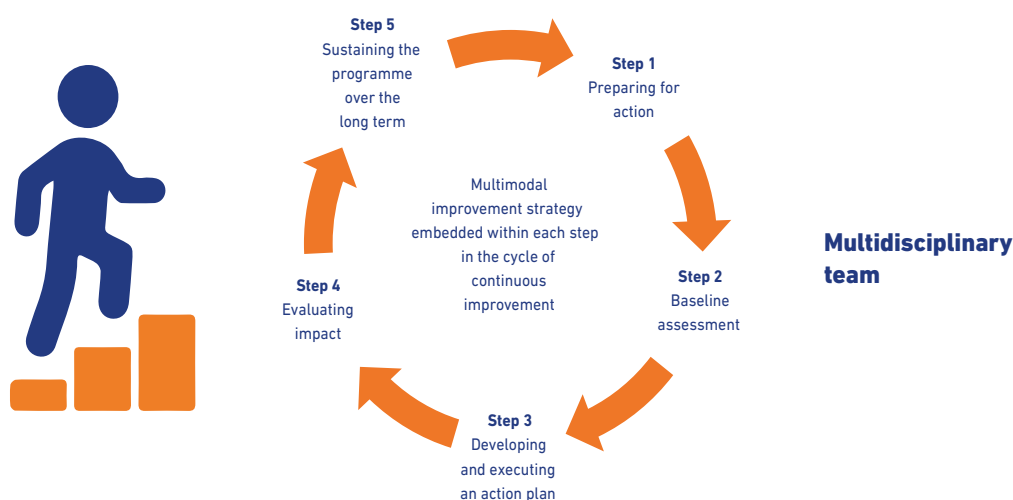 Step 5
Sustaining the
programme
over the
long term
Step 1
Preparing for
action
Multimodal
improvement strategy
embedded within each step
in the cycle of
continuous
improvement
Multidisciplinary
team
Step 2
Baseline
assessment
Step 4
Evaluating
impact
Step 3
Developing
and executing
an action plan